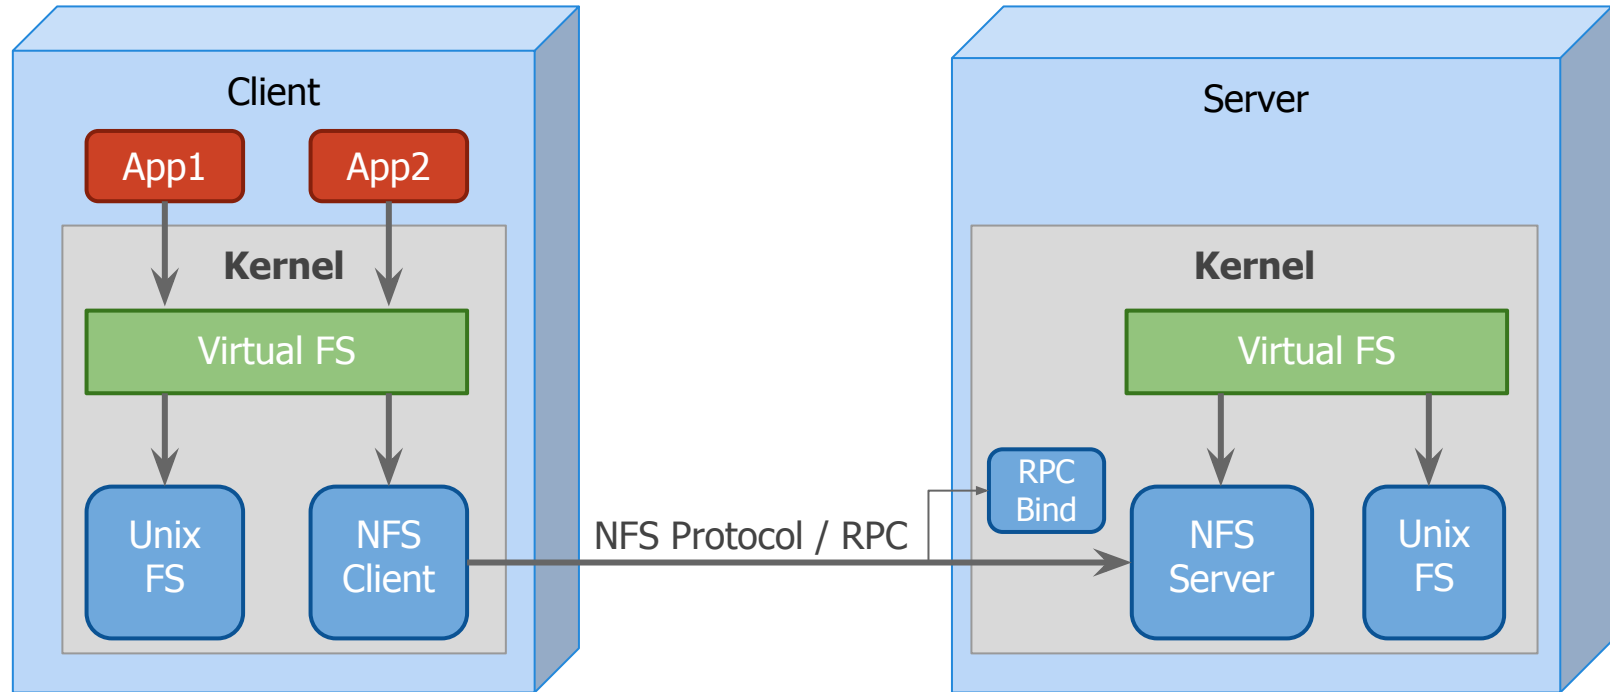 Client
App1
App2
Kernel
Virtual FS
Unix
FS
NFS
Client
NFS Protocol / RPC
Server
Kernel
Virtual FS
RPC
Bind
NFS
Server
Unix
FS